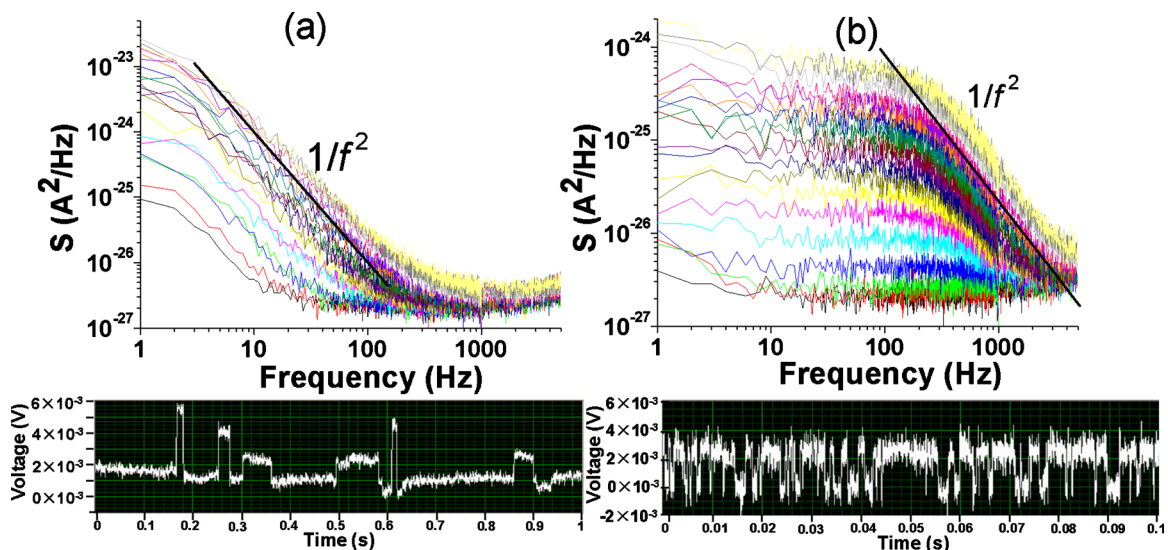 (a)
S (A²/Hz)
10⁻²³
10⁻²⁴
10⁻²⁵
10⁻²⁶
10⁻²⁷
1/f²
1 10 100 1000
Frequency (Hz)
(b)
S (A²/Hz)
10⁻²⁴
10⁻²⁵
10⁻²⁶
10⁻²⁷
1/f²
1 10 100 1000
Frequency (Hz)
Voltage (V)
6×10⁻³
4×10⁻³
2×10⁻³
0×10⁻³
0 0.1 0.2 0.3 0.4 0.5 0.6 0.7 0.8 0.9 1
Time (s)
Voltage (V)
6×10⁻³
4×10⁻³
2×10⁻³
0×10⁻³
-2×10⁻³
0 0.01 0.02 0.03 0.04 0.05 0.06 0.07 0.08 0.09 0.1
Time (s)